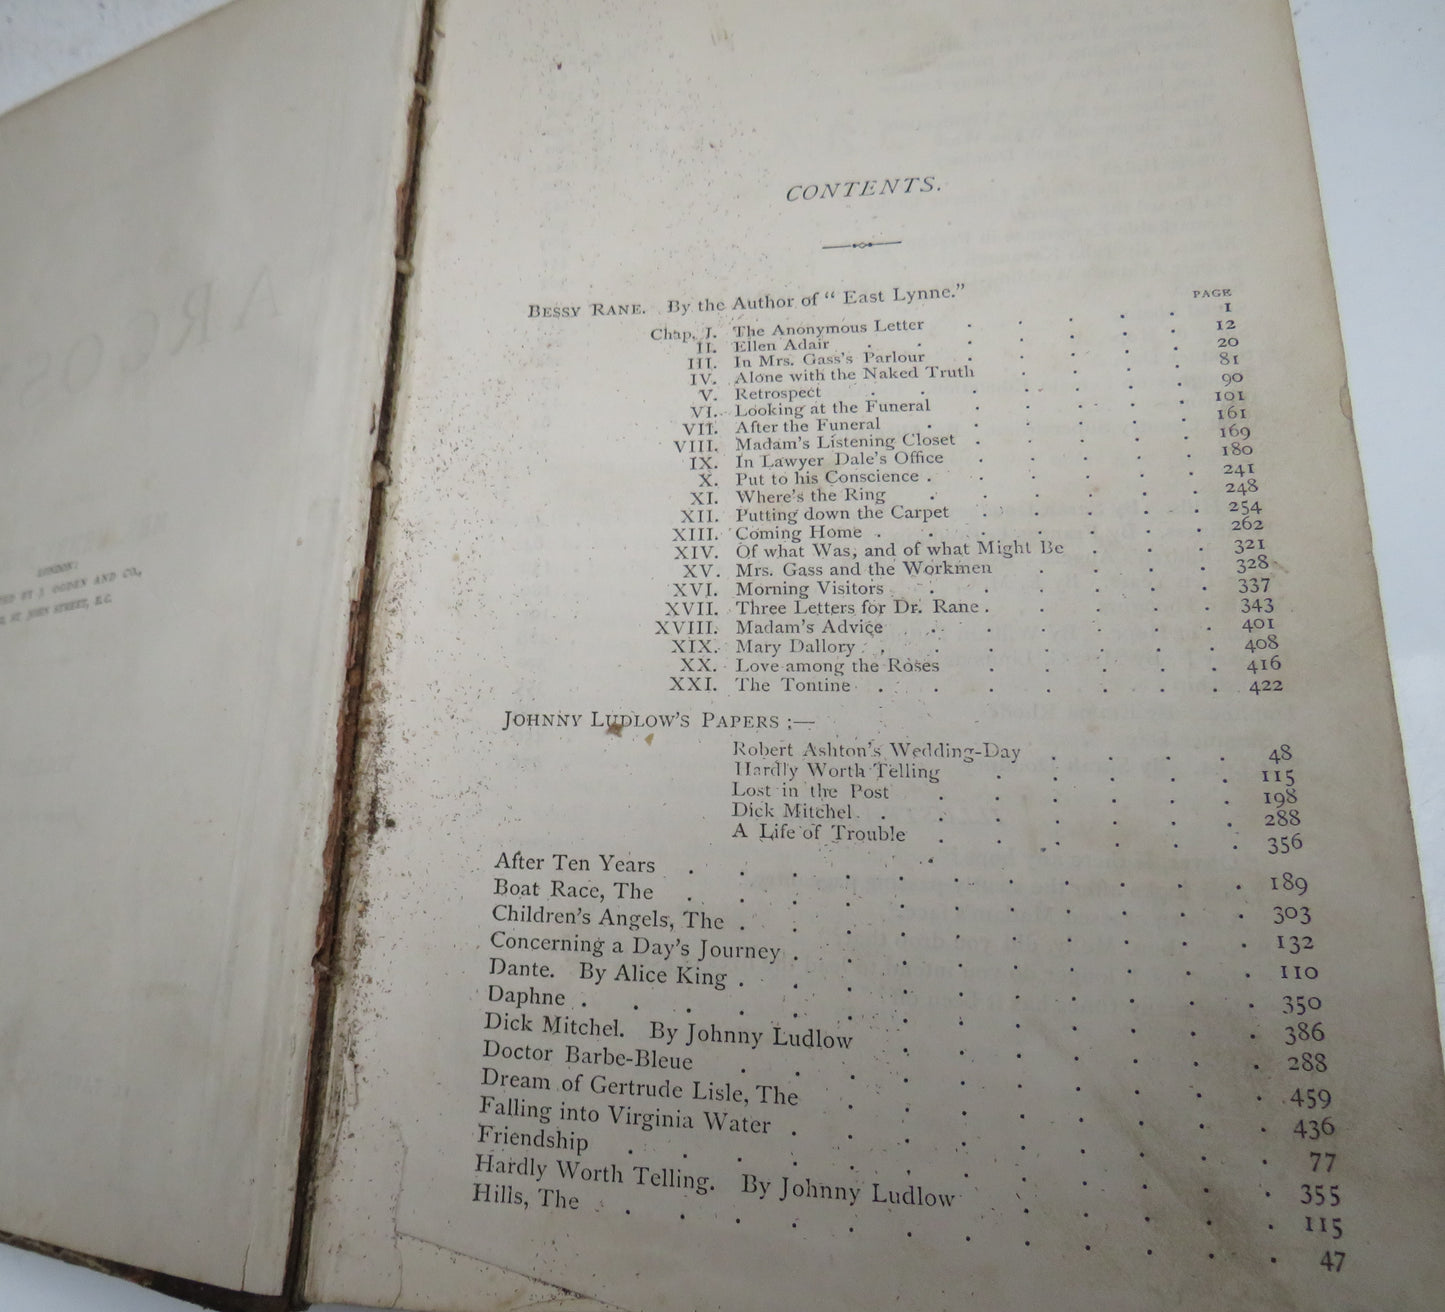 LONDON:
BY J. OGDEN AND CO.,
ST. JOHN STREET, E.C.
CONTENTS.
PAGE
BESSY RANE. By the Author of “ East Lynne.” 1
Chap. I. The Anonymous Letter 12
II. Ellen Adair 20
III. In Mrs. Gass's Parlour 81
IV. Alone with the Naked Truth 90
V. Retrospect 101
VI. Looking at the Funeral 161
VII. After the Funeral 169
VIII. Madam's Listening Closet 180
IX. In Lawyer Dale's Office 241
X. Put to his Conscience 248
XI. Where's the Ring 254
XII. Putting down the Carpet 262
XIII. Coming Home 321
XIV. Of what Was, and of what Might Be 328
XV. Mrs. Gass and the Workmen 337
XVI. Morning Visitors 343
XVII. Three Letters for Dr. Rane 401
XVIII. Madam's Advice 408
XIX. Mary Dallory 416
XX. Love among the Roses 422
XXI. The Tontine
JOHNNY LUDLOW'S PAPERS :—
Robert Ashton's Wedding-Day 48
Hardly Worth Telling 115
Lost in the Post 198
Dick Mitchel 288
A Life of Trouble 356
After Ten Years 189
Boat Race, The 303
Children's Angels, The 132
Concerning a Day's Journey 110
Dante. By Alice King 350
Daphne 386
Dick Mitchel. By Johnny Ludlow 288
Doctor Barbe-Bleue 459
Dream of Gertrude Lisle, The 436
Falling into Virginia Water 77
Friendship 355
Hardly Worth Telling. By Johnny Ludlow 115
Hills, The 47